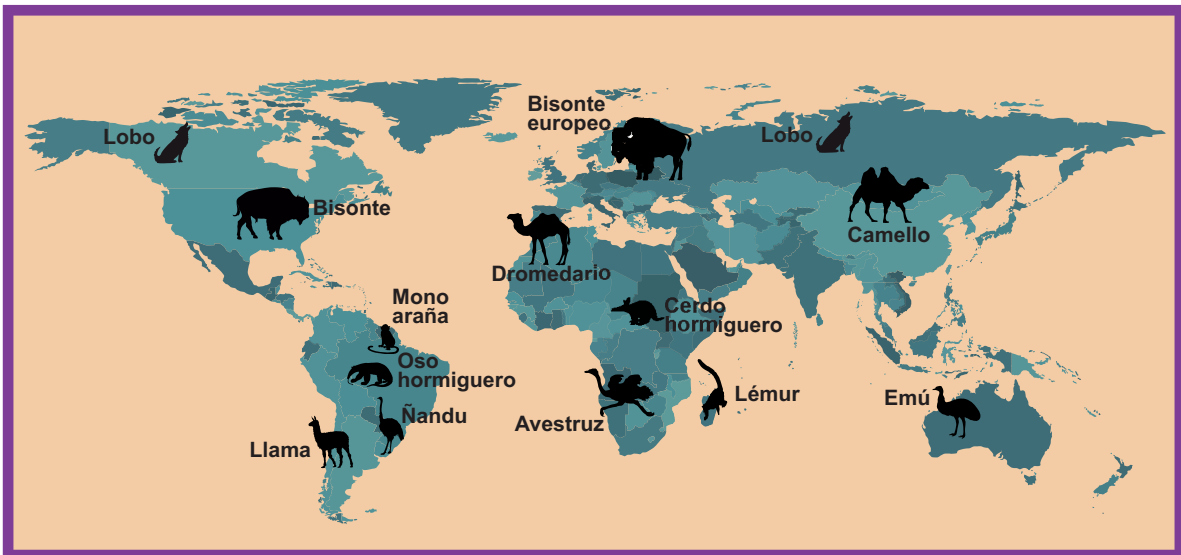 Bisonte
europeo
Lobo
Lobo
Bisonte
Camello
Dromedario
Mono
araña
Cerdo
hormiguero
Oso
hormiguero
Lémur
Emú
Ñandu
Avestruz
Llama